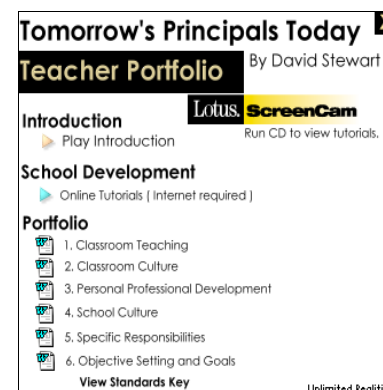 Tomorrow's Principals Today
Teacher Portfolio
By David Stewart
Lotus. ScreenCam
Run CD to view tutorials.
Introduction
Play Introduction
School Development
Online Tutorials ( Internet required )
Portfolio
1. Classroom Teaching
2. Classroom Culture
3. Personal Professional Development
4. School Culture
5. Specific Responsibilities
6. Objective Setting and Goals
View Standards Key
Unlimited